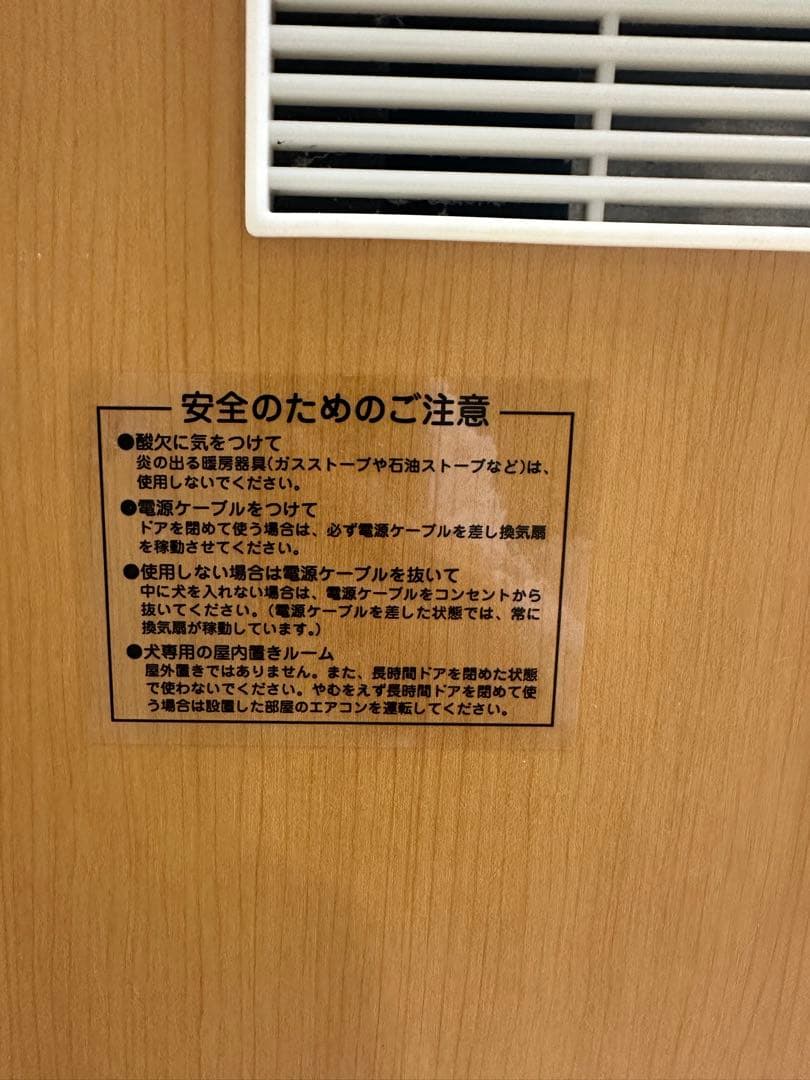 安全のためのご注意
●酸欠に気をつけて
炎の出る暖房器具(ガスストーブや石油ストーブなど)は、
使用しないでください。
●電源ケーブルをつけて
ドアを閉めて使う場合は、必ず電源ケーブルを差し換気扇
を稼動させてください。
●使用しない場合は電源ケーブルを抜いて
中に犬を入れない場合は、電源ケーブルをコンセントから
抜いてください。(電源ケーブルを差した状態では、常に
換気扇が稼動しています。)
●犬専用の屋内置きルーム
屋外置きではありません。また、長時間ドアを閉めた状態
で使わないでください。やむをえず長時間ドアを閉めて使
う場合は設置した部屋のエアコンを運転してください。